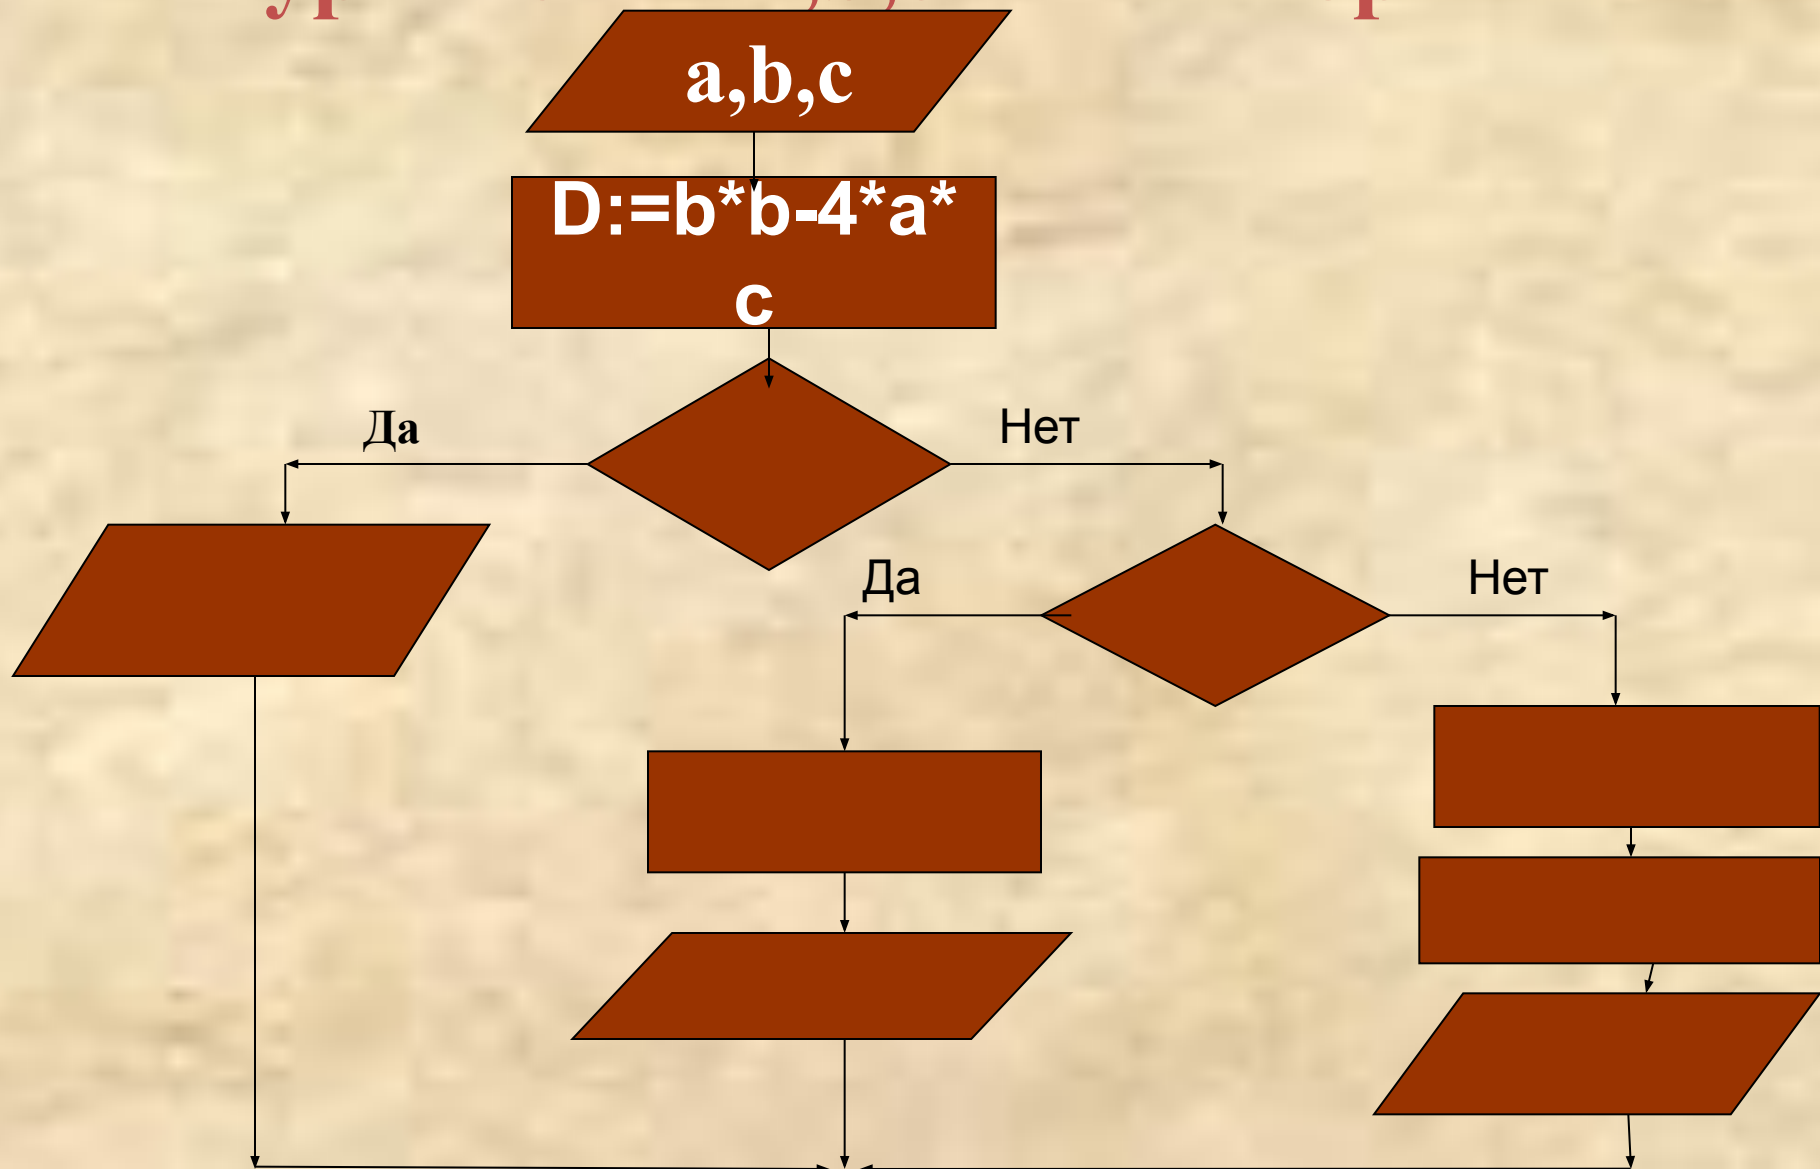 a,b,c
D:=b*b-4*a*
c
Да
Нет
Да
Нет